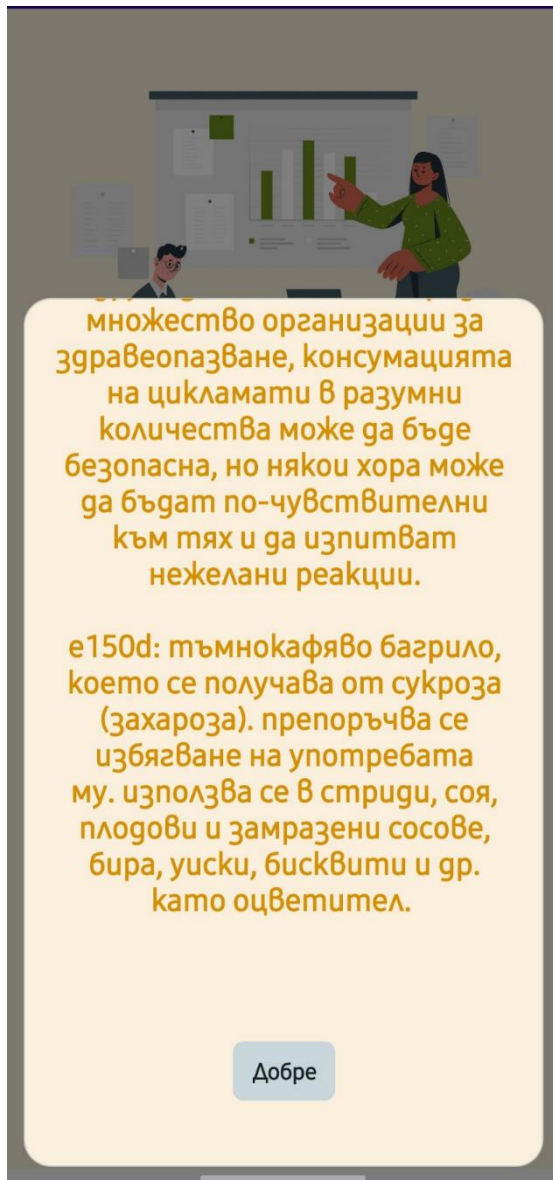 множество организации за
здравеопазване, консумацията
на цикламати в разумни
количества може да бъде
безопасна, но някои хора може
да бъдат по-чувствителни
към тях и да изпитват
нежелани реакции.
e150d: тъмнокафяво багрило,
което се получава от сукроза
(захароза). препоръчва се
избягване на употребата
му. използва се в стриди, соя,
плодови и замразени сосове,
бира, уиски, бисквити и др.
като оцветител.
Добре